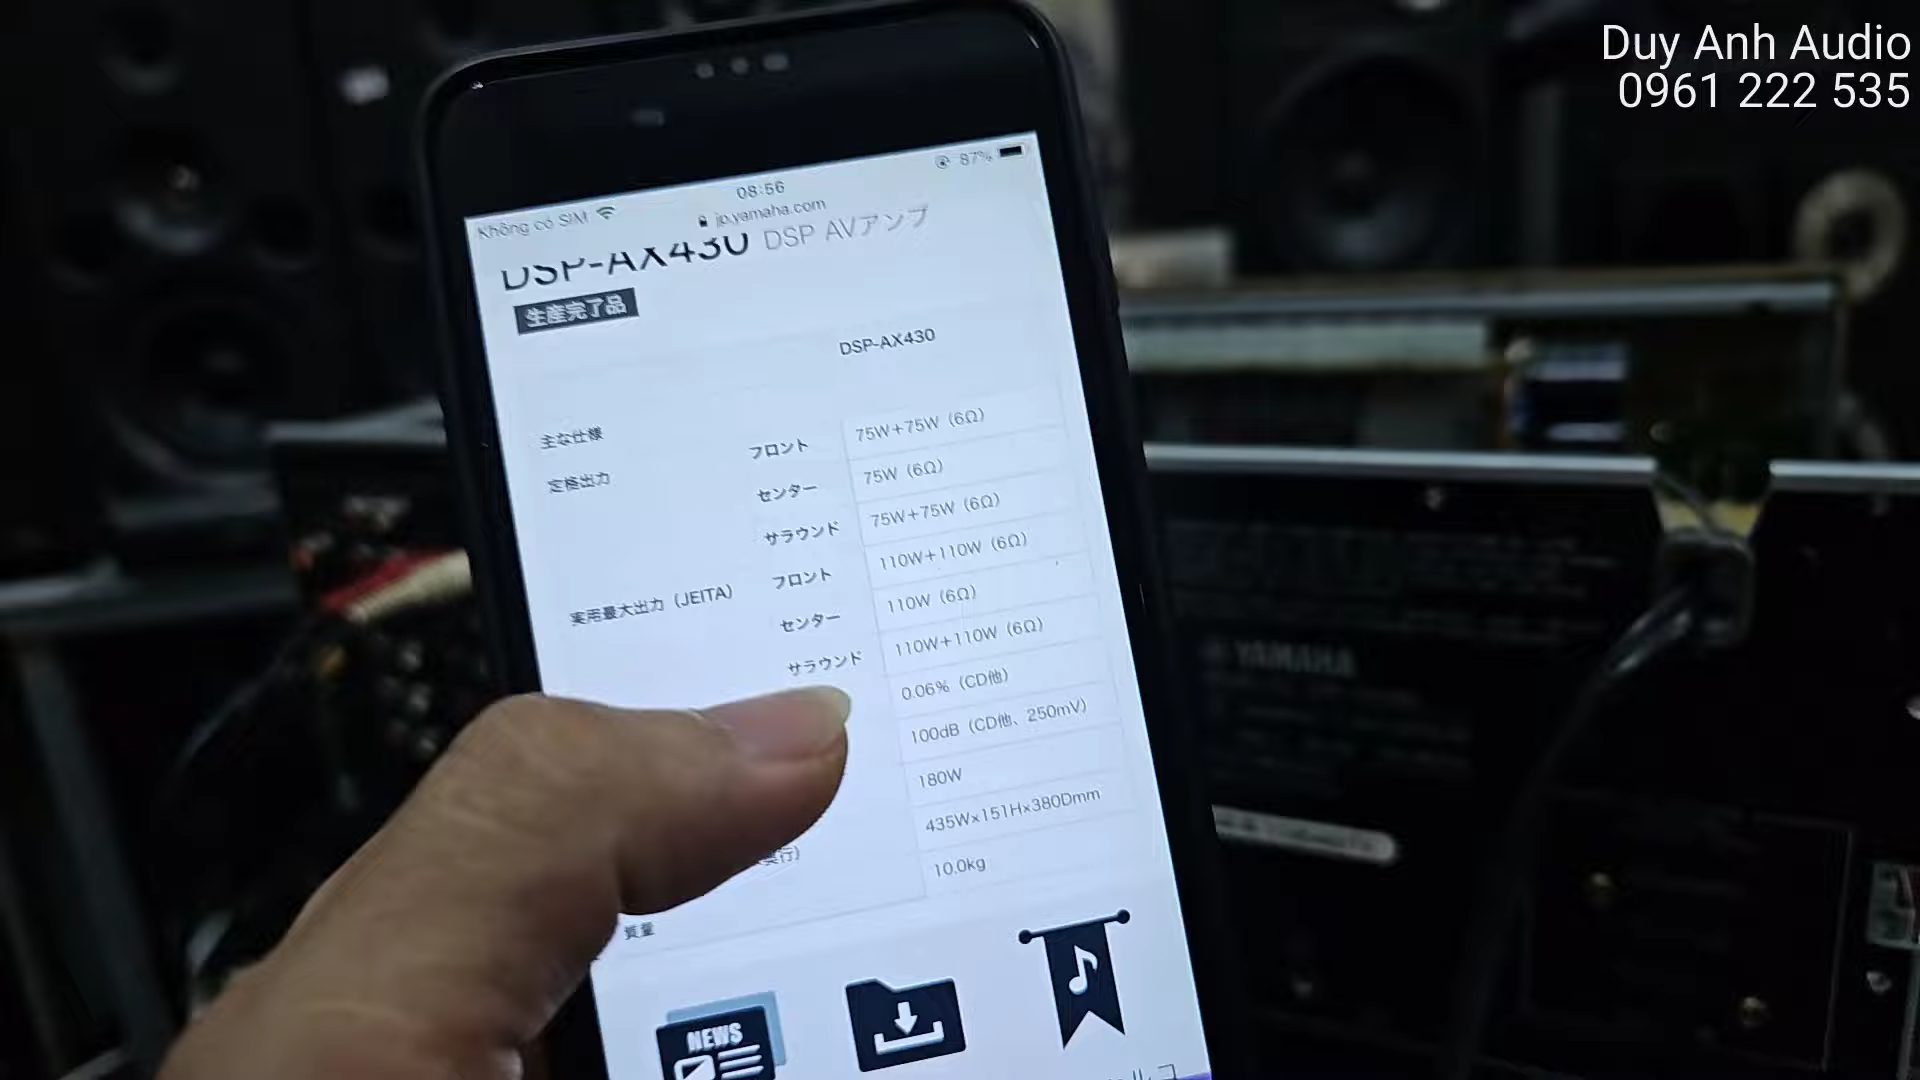 Duy Anh Audio
0961 222 535
Không có SIM
08:56
87%
jp.yamaha.com
DSP-AX430 DSP AVアンプ
生産完了品
DSP-AX430
主な仕様
定格出力
フロント 75W+75W（6Ω）
センター 75W（6Ω）
サラウンド 75W+75W（6Ω）
実用最大出力（JEITA）
フロント 110W+110W（6Ω）
センター 110W（6Ω）
サラウンド 110W+110W（6Ω）
0.06%（CD他）
100dB（CD他、250mV）
180W
435W×151H×380Dmm
質量 10.0kg
NEWS
YAMAHA